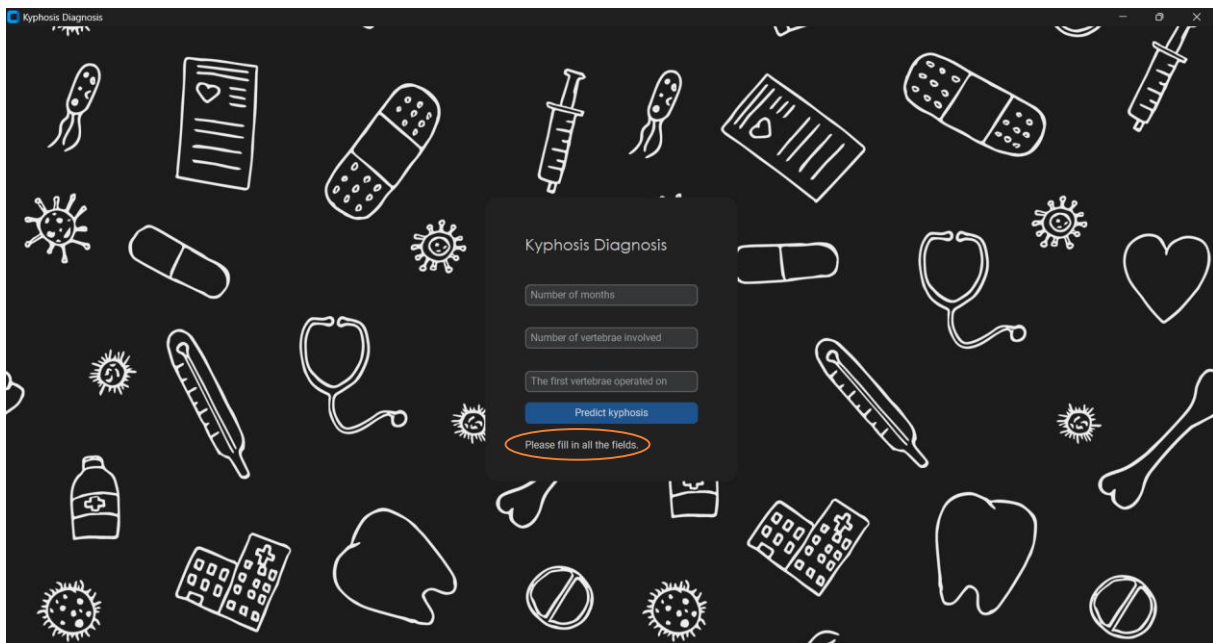 Kyphosis Diagnosis
Kyphosis Diagnosis
Number of months
Number of vertebrae involved
The first vertebrae operated on
Predict kyphosis
Please fill in all the fields.